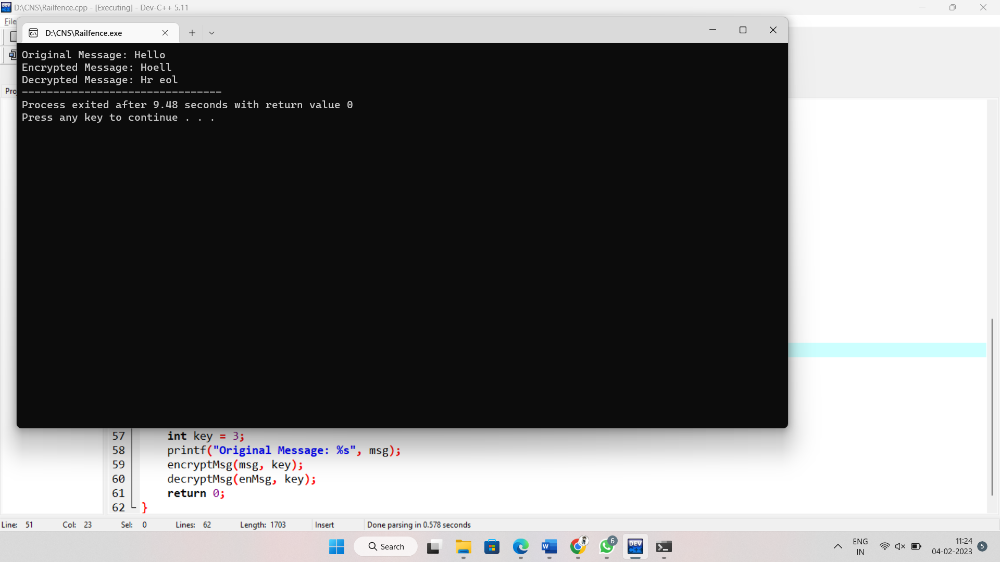 D:\CNS\Railfence.cpp - [Executing] - Dev-C++ 5.11
File
D:\CNS\Railfence.exe
Original Message: Hello
Encrypted Message: Hoell
Decrypted Message: Hr eol
--------------------------------
Process exited after 9.48 seconds with return value 0
Press any key to continue . . .
57 int key = 3;
58 printf("Original Message: %s", msg);
59 encryptMsg(msg, key);
60 decryptMsg(enMsg, key);
61 return 0;
62 }
Line: 51 Col: 23 Sel: 0 Lines: 62 Length: 1703 Insert Done parsing in 0.578 seconds
Search
6
DEV C++
ENG
IN
11:24
04-02-2023
5